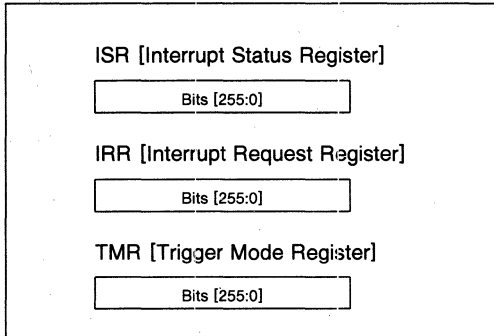 ISR [Interrupt Status Register]
Bits [255:0]
IRR [Interrupt Request Register]
Bits [255:0]
TMR [Trigger Mode Register]
Bits [255:0]